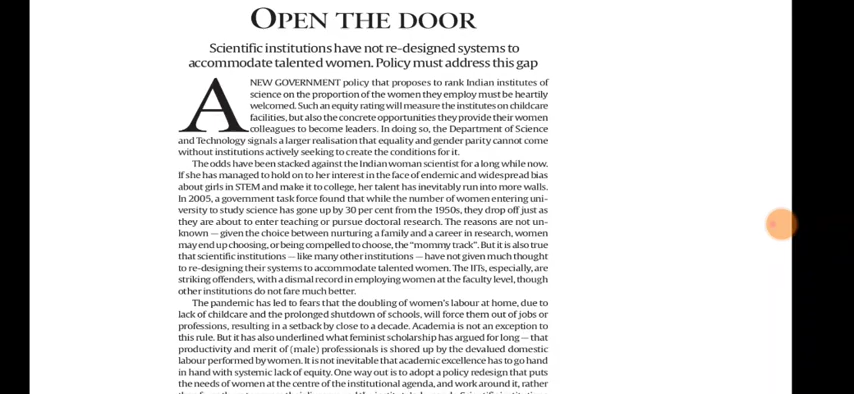 OPEN THE DOOR
Scientific institutions have not re-designed systems to
accommodate talented women. Policy must address this gap
A NEW GOVERNMENT policy that proposes to rank Indian institutes of
science on the proportion of the women they employ must be heartily
welcomed. Such an equity rating will measure the institutes on childcare
facilities, but also the concrete opportunities they provide their women
colleagues to become leaders. In doing so, the Department of Science
and Technology signals a larger realisation that equality and gender parity cannot come
without institutions actively seeking to create the conditions for it.
The odds have been stacked against the Indian woman scientist for a long while now.
If she has managed to hold on to her interest in the face of endemic and widespread bias
about girls in STEM and make it to college, her talent has inevitably run into more walls.
In 2005, a government task force found that while the number of women entering uni-
versity to study science has gone up by 30 per cent from the 1950s, they drop off just as
they are about to enter teaching or pursue doctoral research. The reasons are not un-
known — given the choice between nurturing a family and a career in research, women
may end up choosing, or being compelled to choose, the "mommy track". But it is also true
that scientific institutions — like many other institutions — have not given much thought
to re-designing their systems to accommodate talented women. The IITs, especially, are
striking offenders, with a dismal record in employing women at the faculty level, though
other institutions do not fare much better.
The pandemic has led to fears that the doubling of women's labour at home, due to
lack of childcare and the prolonged shutdown of schools, will force them out of jobs or
professions, resulting in a setback by close to a decade. Academia is not an exception to
this rule. But it has also underlined what feminist scholarship has argued for long — that
productivity and merit of (male) professionals is shored up by the devalued domestic
labour performed by women. It is not inevitable that academic excellence has to go hand
in hand with systemic lack of equity. One way out is to adopt a policy redesign that puts
the needs of women at the centre of the institutional agenda, and work around it, rather